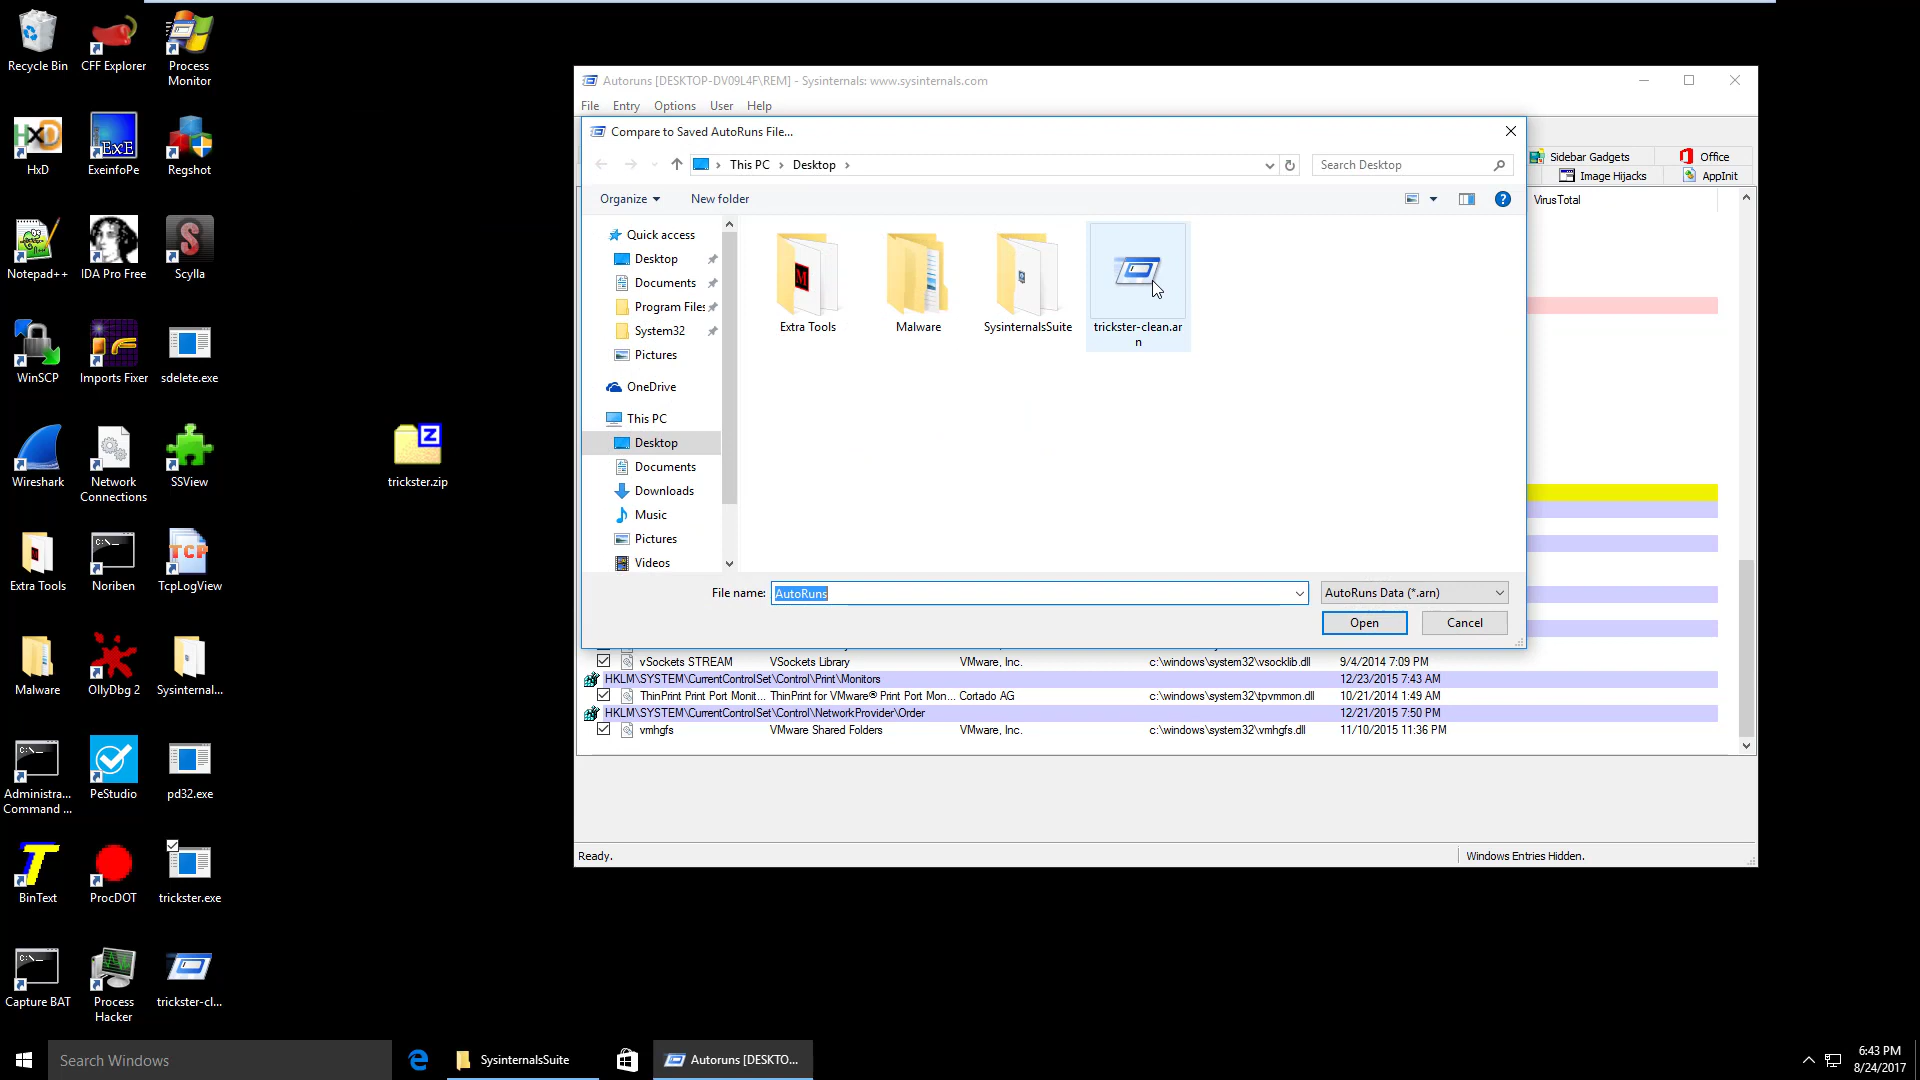 Recycle Bin
CFF Explorer
Process
Monitor
HxD
ExeinfoPe
Regshot
Notepad++
IDA Pro Free
Scylla
WinSCP
Imports Fixer
sdelete.exe
Wireshark
Network
Connections
SSView
Extra Tools
Noriben
TcpLogView
Malware
OllyDbg 2
Sysinternal...
Administra...
Command ...
PeStudio
pd32.exe
BinText
ProcDOT
trickster.exe
Capture BAT
Process
Hacker
trickster-cl...
trickster.zip
Autoruns [DESKTOP-DV09L4F\REM] - Sysinternals: www.sysinternals.com
File Entry Options User Help
Compare to Saved AutoRuns File...
This PC > Desktop >
Search Desktop
Organize
New folder
Quick access
Desktop
Documents
Program Files
System32
Pictures
OneDrive
This PC
Desktop
Documents
Downloads
Music
Pictures
Videos
Extra Tools
Malware
SysinternalsSuite
trickster-clean.ar
n
File name: AutoRuns
AutoRuns Data (*.arn)
Open
Cancel
Sidebar Gadgets
Office
Image Hijacks
AppInit
VirusTotal
vSockets STREAM VSockets Library VMware, Inc. c:\windows\system32\vsocklib.dll 9/4/2014 7:09 PM
HKLM\SYSTEM\CurrentControlSet\Control\Print\Monitors 12/23/2015 7:43 AM
ThinPrint Print Port Monit... ThinPrint for VMware® Print Port Mon... Cortado AG c:\windows\system32\tpvmmon.dll 10/21/2014 1:49 AM
HKLM\SYSTEM\CurrentControlSet\Control\NetworkProvider\Order 12/21/2015 7:50 PM
vmhgfs VMware Shared Folders VMware, Inc. c:\windows\system32\vmhgfs.dll 11/10/2015 11:36 PM
Ready.
Windows Entries Hidden.
Search Windows
SysinternalsSuite
Autoruns [DESKTO...
6:43 PM
8/24/2017